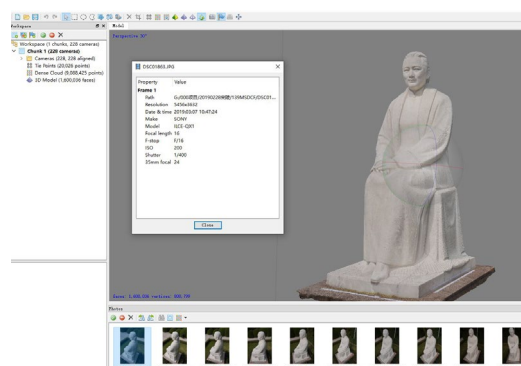 Workspace
Model
Perspective 30°
Workspace (1 chunks, 228 cameras)
Chunk 1 (228 cameras)
Cameras (228, 228 aligned)
Tie Points (20,026 points)
Dense Cloud (9,088,425 points)
3D Model (1,600,036 faces)
DSC01863.JPG
Property Value
Frame 1
Resolution 5456x3632
Date & time 2019:03:07 10:47:24
Make SONY
Model ILCE-QX1
Focal length 16
F-stop F/16
ISO 200
Shutter 1/400
35mm focal 24
Close
Photos